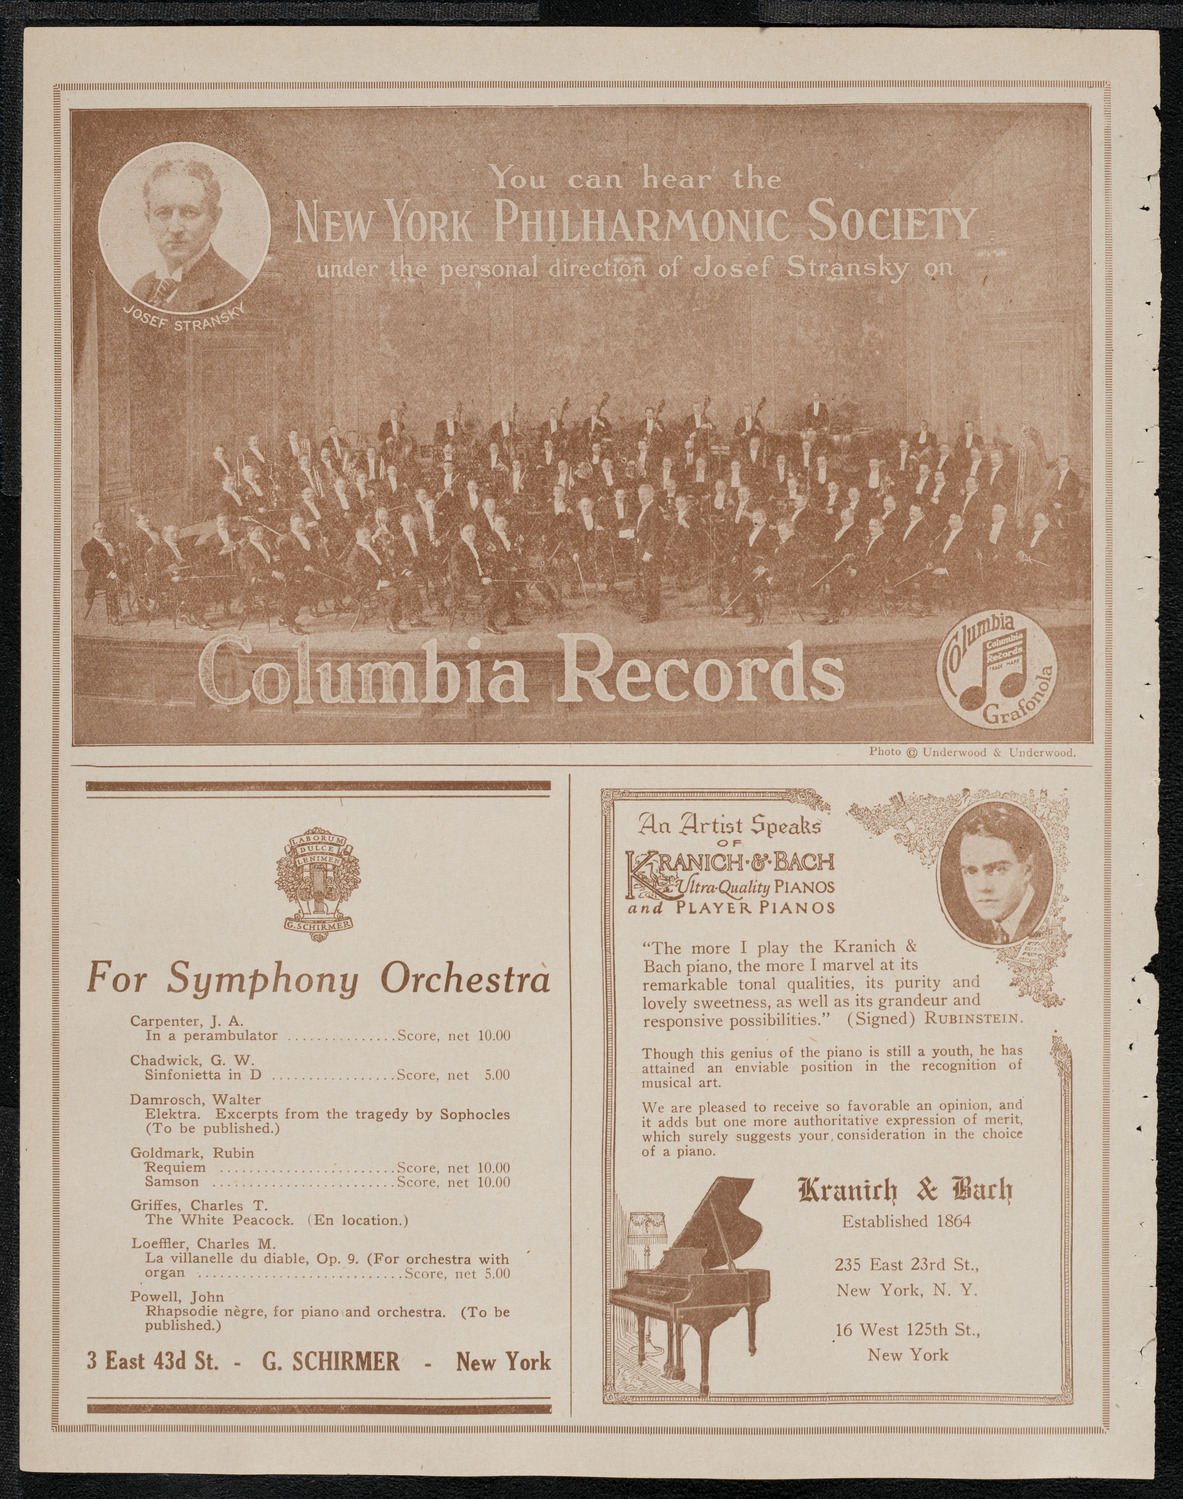 You can hear the
NEW YORK PHILHARMONIC SOCIETY
under the personal direction of Josef Stransky on
JOSEF STRANSKY
Columbia Records
Columbia
Columbia
Records
TRADE MARK
Grafonola
Photo © Underwood & Underwood.
LABORUM
DULCE
LENIMEN
G. SCHIRMER
For Symphony Orchestra
Carpenter, J. A.
In a perambulator ...............Score, net 10.00
Chadwick, G. W.
Sinfonietta in D .................Score, net 5.00
Damrosch, Walter
Elektra. Excerpts from the tragedy by Sophocles
(To be published.)
Goldmark, Rubin
Requiem ........................Score, net 10.00
Samson .........................Score, net 10.00
Griffes, Charles T.
The White Peacock. (En location.)
Loeffler, Charles M.
La villanelle du diable, Op. 9. (For orchestra with
organ ............................Score, net 5.00
Powell, John
Rhapsodie nègre, for piano and orchestra. (To be
published.)
3 East 43d St. - G. SCHIRMER - New York
An Artist Speaks
OF
KRANICH·&·BACH
Ultra-Quality PIANOS
and PLAYER PIANOS
“The more I play the Kranich &
Bach piano, the more I marvel at its
remarkable tonal qualities, its purity and
lovely sweetness, as well as its grandeur and
responsive possibilities.” (Signed) RUBINSTEIN.
Though this genius of the piano is still a youth, he has
attained an enviable position in the recognition of
musical art.
We are pleased to receive so favorable an opinion, and
it adds but one more authoritative expression of merit,
which surely suggests your consideration in the choice
of a piano.
Kranich & Bach
Established 1864
235 East 23rd St.,
New York, N. Y.
16 West 125th St.,
New York